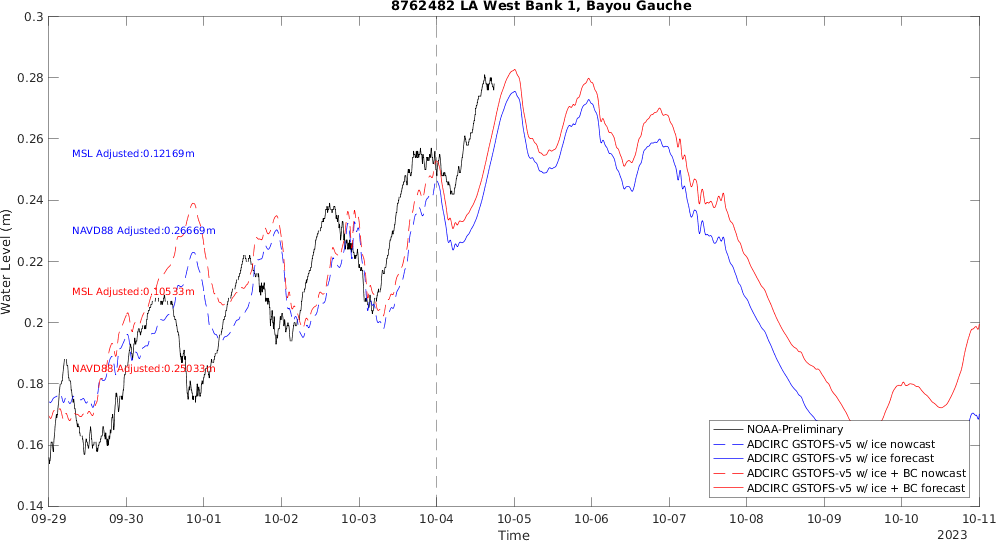 8762482 LA West Bank 1, Bayou Gauche
0.3
0.28
0.26
0.24
0.22
0.2
0.18
0.16
0.14
Water Level (m)
MSL Adjusted:0.12169m
NAVD88 Adjusted:0.26669m
MSL Adjusted:0.10533m
NAVD88 Adjusted:0.25033m
NOAA-Preliminary
ADCIRC GSTOFS-v5 w/ ice nowcast
ADCIRC GSTOFS-v5 w/ ice forecast
ADCIRC GSTOFS-v5 w/ ice + BC nowcast
ADCIRC GSTOFS-v5 w/ ice + BC forecast
09-29 09-30 10-01 10-02 10-03 10-04 10-05 10-06 10-07 10-08 10-09 10-10 10-11
Time
2023